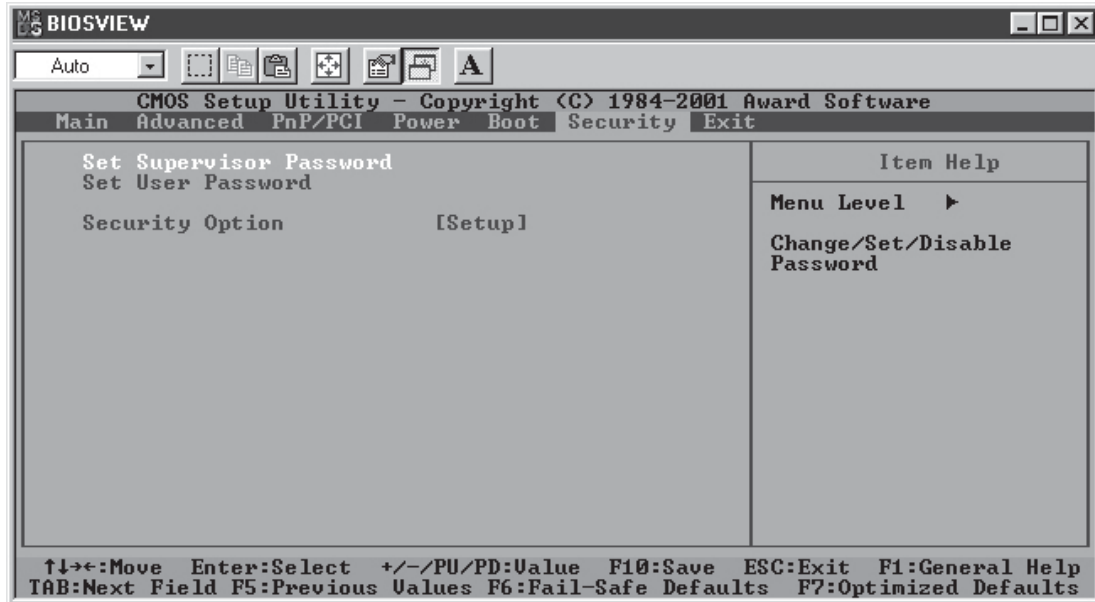 BIOSVIEW
Auto
A
CMOS Setup Utility - Copyright (C) 1984-2001 Award Software
Main Advanced PnP/PCI Power Boot Security Exit
Set Supervisor Password
Set User Password
Security Option [Setup]
Item Help
Menu Level ►
Change/Set/Disable
Password
↑↓→←:Move Enter:Select +/-/PU/PD:Value F10:Save ESC:Exit F1:General Help
TAB:Next Field F5:Previous Values F6:Fail-Safe Defaults F7:Optimized Defaults